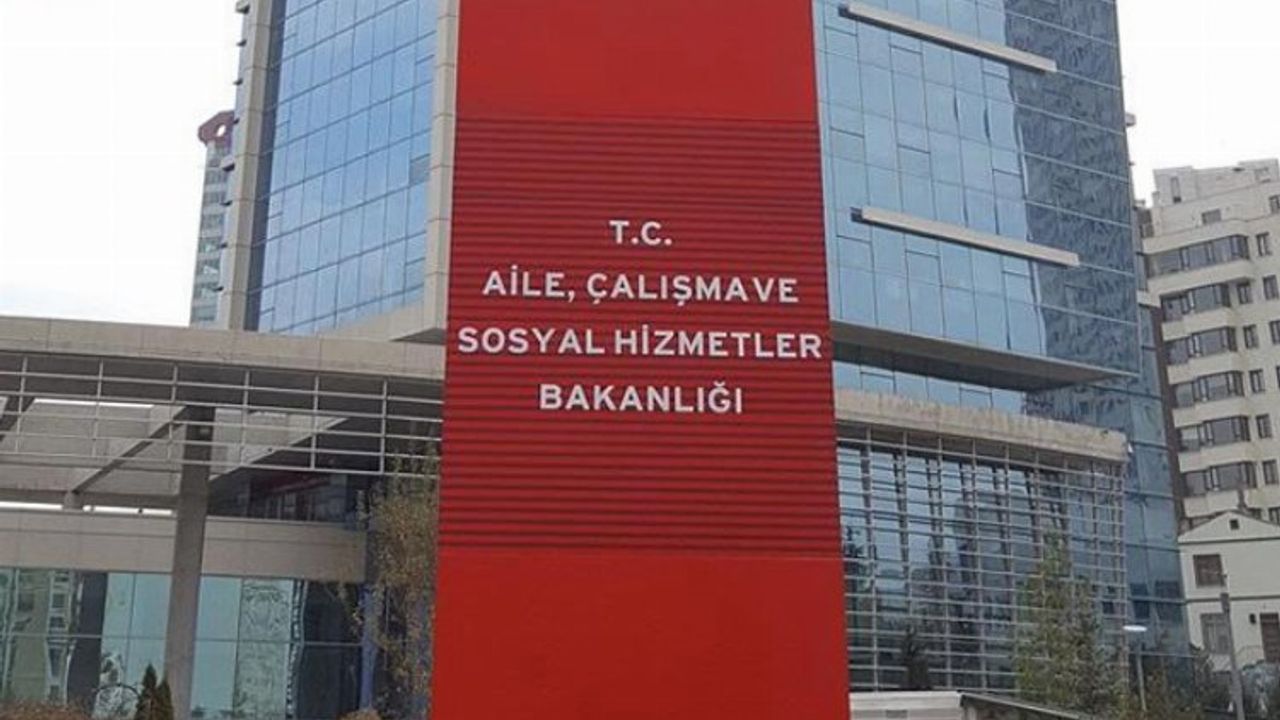 T.C.
AİLE, ÇALIŞMAVE
SOSYAL HİZMETLER
BAKANLIĞI